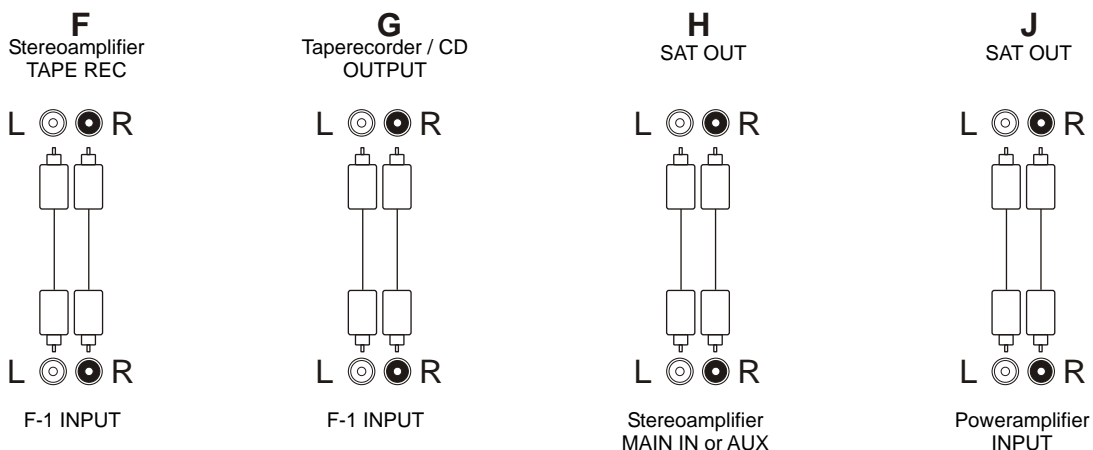 F
Stereoamplifier
TAPE REC
L R
L R
F-1 INPUT
G
Taperecorder / CD
OUTPUT
L R
L R
F-1 INPUT
H
SAT OUT
L R
L R
Stereoamplifier
MAIN IN or AUX
J
SAT OUT
L R
L R
Poweramplifier
INPUT